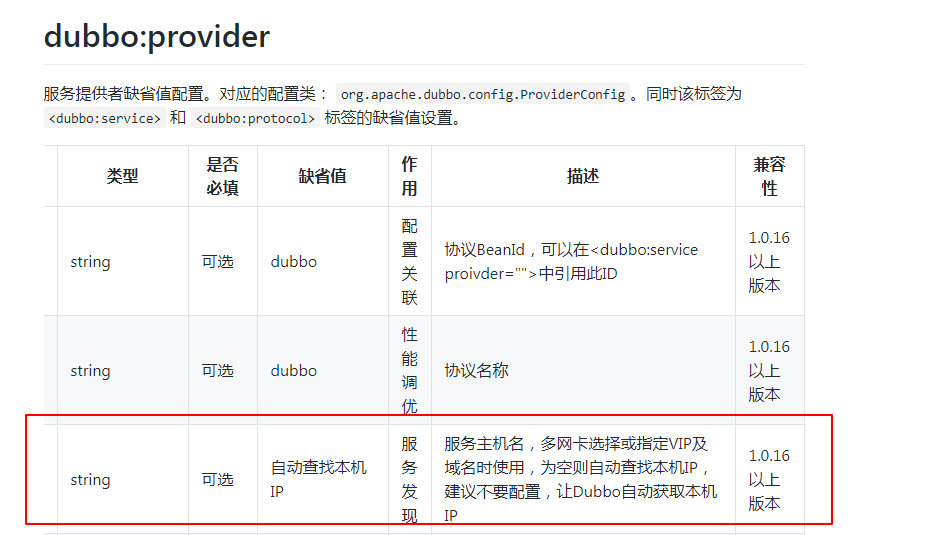 dubbo:provider
服务提供者缺省值配置。对应的配置类： org.apache.dubbo.config.ProviderConfig 。同时该标签为
<dubbo:service> 和 <dubbo:protocol> 标签的缺省值设置。
类型 是否必填 缺省值 作用 描述 兼容性
string 可选 dubbo 配置关联 协议BeanId，可以在<dubbo:service proivder="">中引用此ID 1.0.16以上版本
string 可选 dubbo 性能调优 协议名称 1.0.16以上版本
string 可选 自动查找本机IP 服务发现 服务主机名，多网卡选择或指定VIP及域名时使用，为空则自动查找本机IP，建议不要配置，让Dubbo自动获取本机IP 1.0.16以上版本